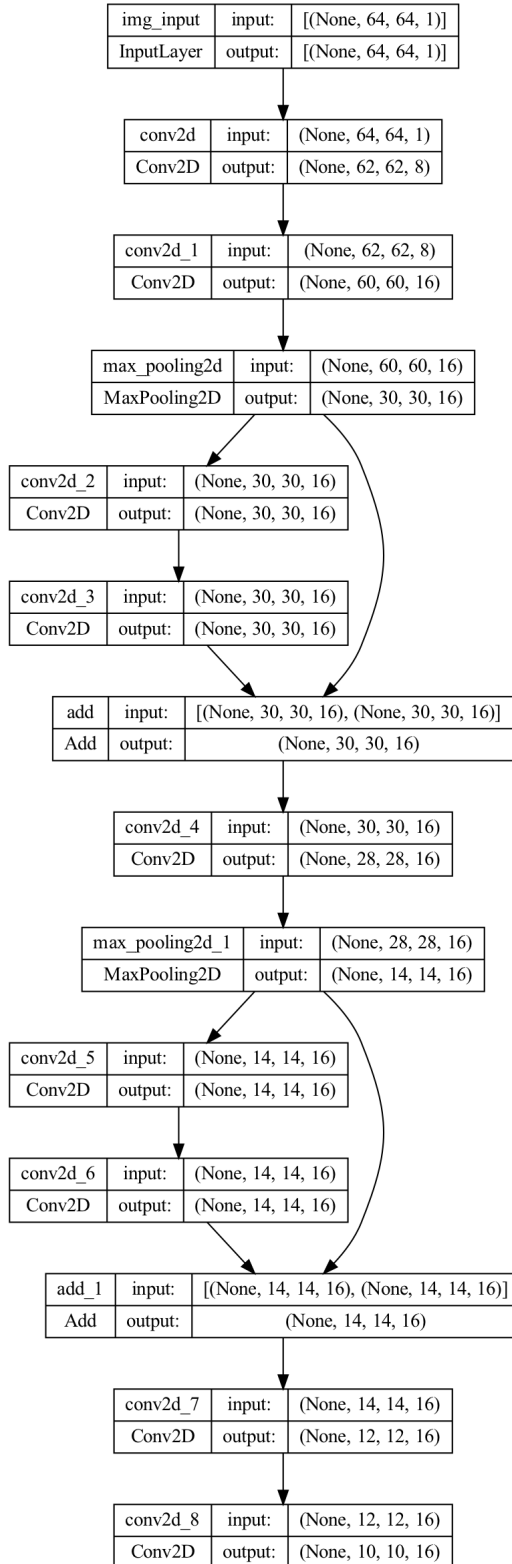 img_input input: [(None, 64, 64, 1)]
InputLayer output: [(None, 64, 64, 1)]
conv2d input: (None, 64, 64, 1)
Conv2D output: (None, 62, 62, 8)
conv2d_1 input: (None, 62, 62, 8)
Conv2D output: (None, 60, 60, 16)
max_pooling2d input: (None, 60, 60, 16)
MaxPooling2D output: (None, 30, 30, 16)
conv2d_2 input: (None, 30, 30, 16)
Conv2D output: (None, 30, 30, 16)
conv2d_3 input: (None, 30, 30, 16)
Conv2D output: (None, 30, 30, 16)
add input: [(None, 30, 30, 16), (None, 30, 30, 16)]
Add output: (None, 30, 30, 16)
conv2d_4 input: (None, 30, 30, 16)
Conv2D output: (None, 28, 28, 16)
max_pooling2d_1 input: (None, 28, 28, 16)
MaxPooling2D output: (None, 14, 14, 16)
conv2d_5 input: (None, 14, 14, 16)
Conv2D output: (None, 14, 14, 16)
conv2d_6 input: (None, 14, 14, 16)
Conv2D output: (None, 14, 14, 16)
add_1 input: [(None, 14, 14, 16), (None, 14, 14, 16)]
Add output: (None, 14, 14, 16)
conv2d_7 input: (None, 14, 14, 16)
Conv2D output: (None, 12, 12, 16)
conv2d_8 input: (None, 12, 12, 16)
Conv2D output: (None, 10, 10, 16)